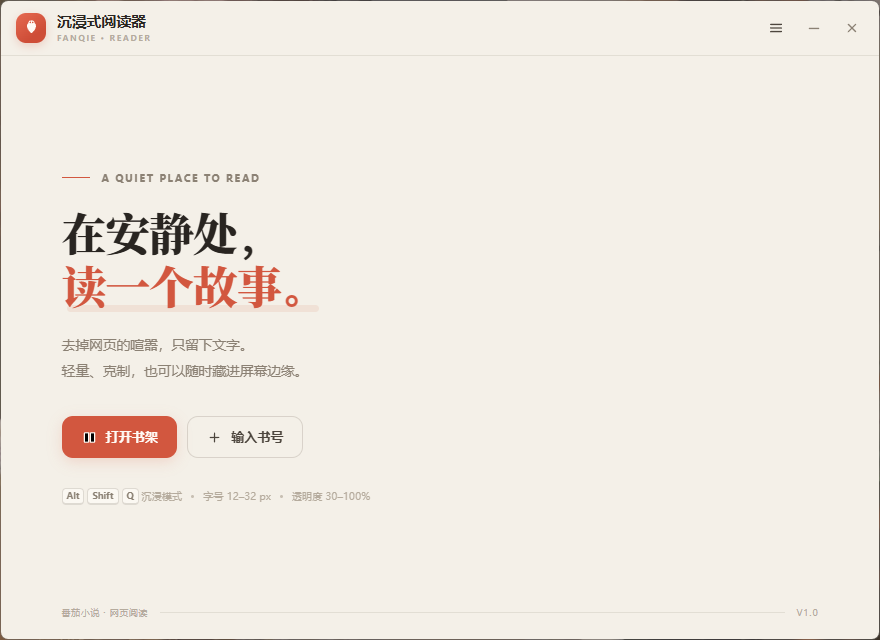 沉浸式阅读器
FANQIE • READER
A QUIET PLACE TO READ
在安静处，
读一个故事。
去掉网页的喧嚣，只留下文字。
轻量、克制，也可以随时藏进屏幕边缘。
打开书架
输入书号
Alt Shift Q 沉浸模式 • 字号 12–32 px • 透明度 30–100%
番茄小说 · 网页阅读
V1.0